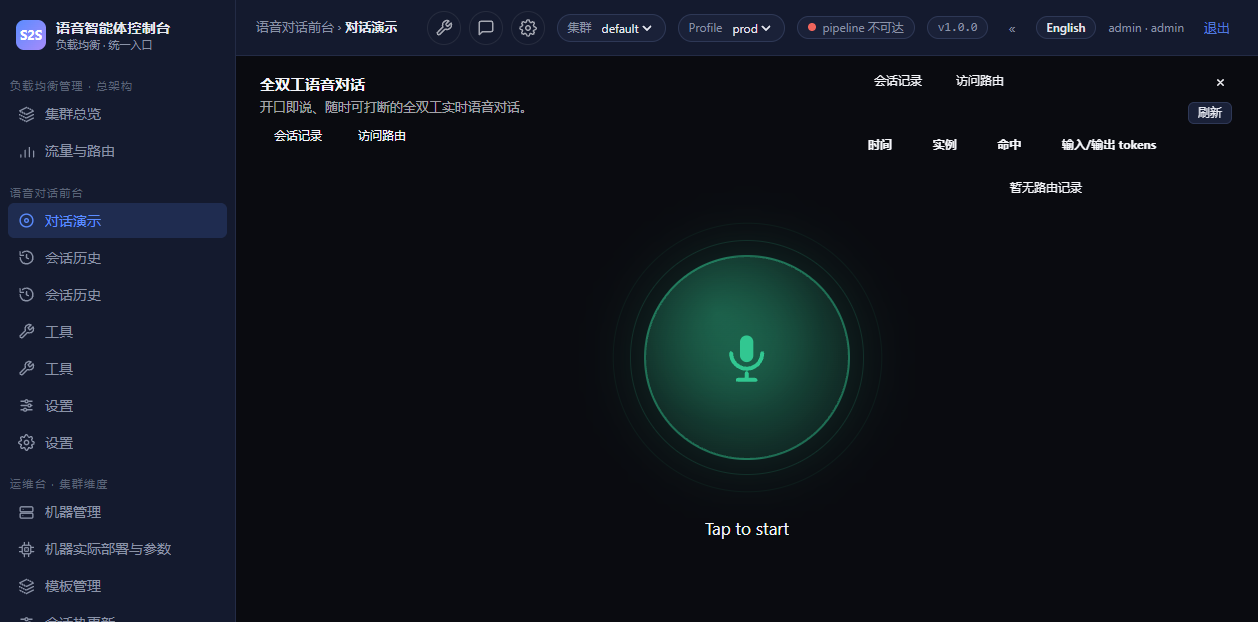 S2S
语音智能体控制台
负载均衡 · 统一入口
语音对话前台 › 对话演示
集群 default
Profile prod
pipeline 不可达
v1.0.0
«
English
admin · admin
退出
负载均衡管理 · 总架构
集群总览
流量与路由
语音对话前台
对话演示
会话历史
会话历史
工具
工具
设置
设置
运维台 · 集群维度
机器管理
机器实际部署与参数
模板管理
全双工语音对话
开口即说、随时可打断的全双工实时语音对话。
会话记录 访问路由
Tap to start
会话记录 访问路由
×
刷新
时间 实例 命中 输入/输出 tokens
暂无路由记录